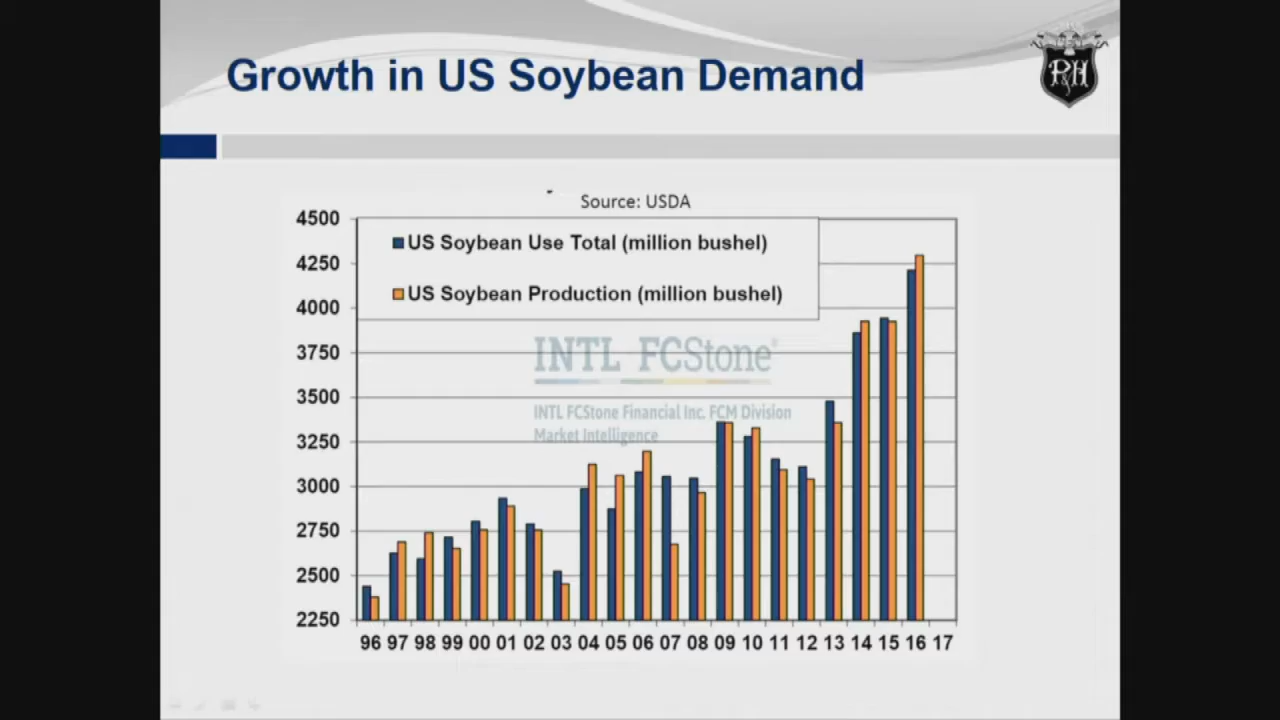 Growth in US Soybean Demand
Source: USDA
US Soybean Use Total (million bushel)
US Soybean Production (million bushel)
INTL FCStone
INTL FCStone Financial Inc. FCM Division
Market Intelligence
4500
4250
4000
3750
3500
3250
3000
2750
2500
2250
96 97 98 99 00 01 02 03 04 05 06 07 08 09 10 11 12 13 14 15 16 17